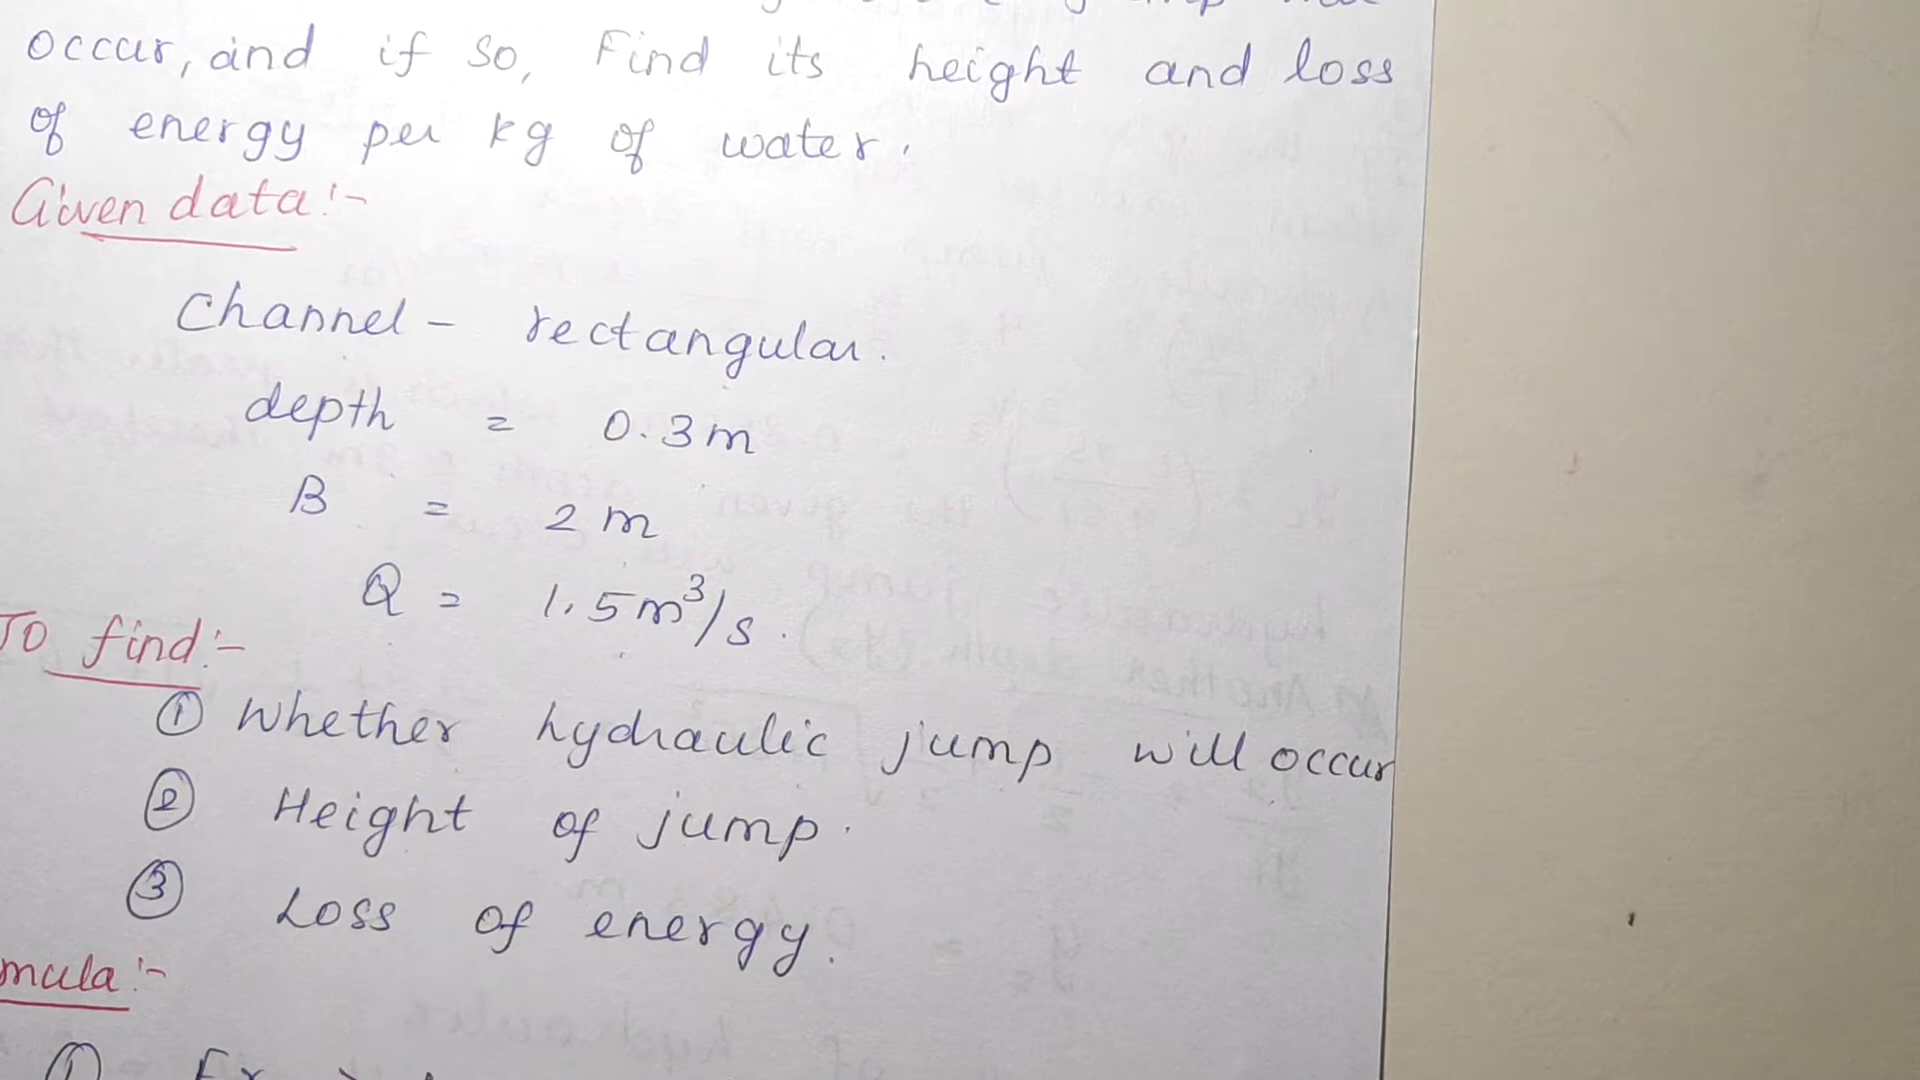 occur, and if so, Find its height and loss
of energy per kg of water.
Given data:-
channel - rectangular.
depth = 0.3m
B = 2 m
Q = 1.5m³/s.
To find:-
① Whether hydraulic jump will occur
② Height of jump.
③ Loss of energy.
mula:-
①